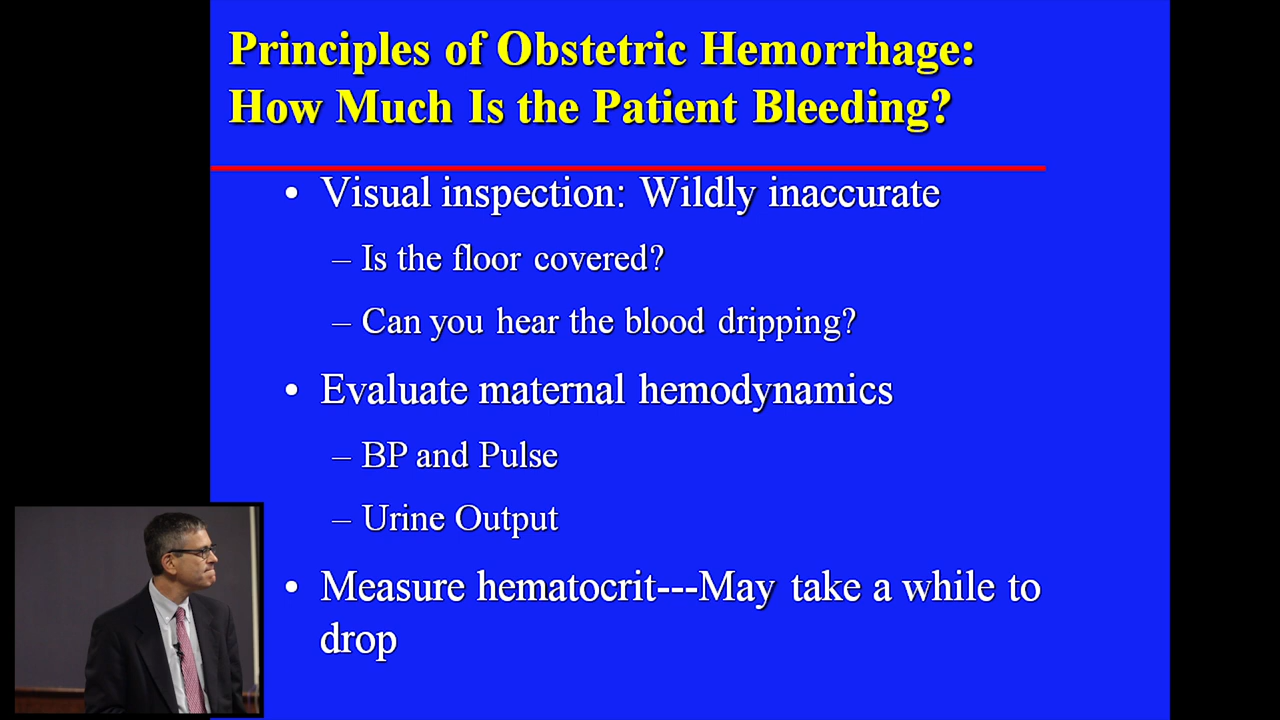 Principles of Obstetric Hemorrhage:
How Much Is the Patient Bleeding?
• Visual inspection: Wildly inaccurate
– Is the floor covered?
– Can you hear the blood dripping?
• Evaluate maternal hemodynamics
– BP and Pulse
– Urine Output
• Measure hematocrit---May take a while to
drop